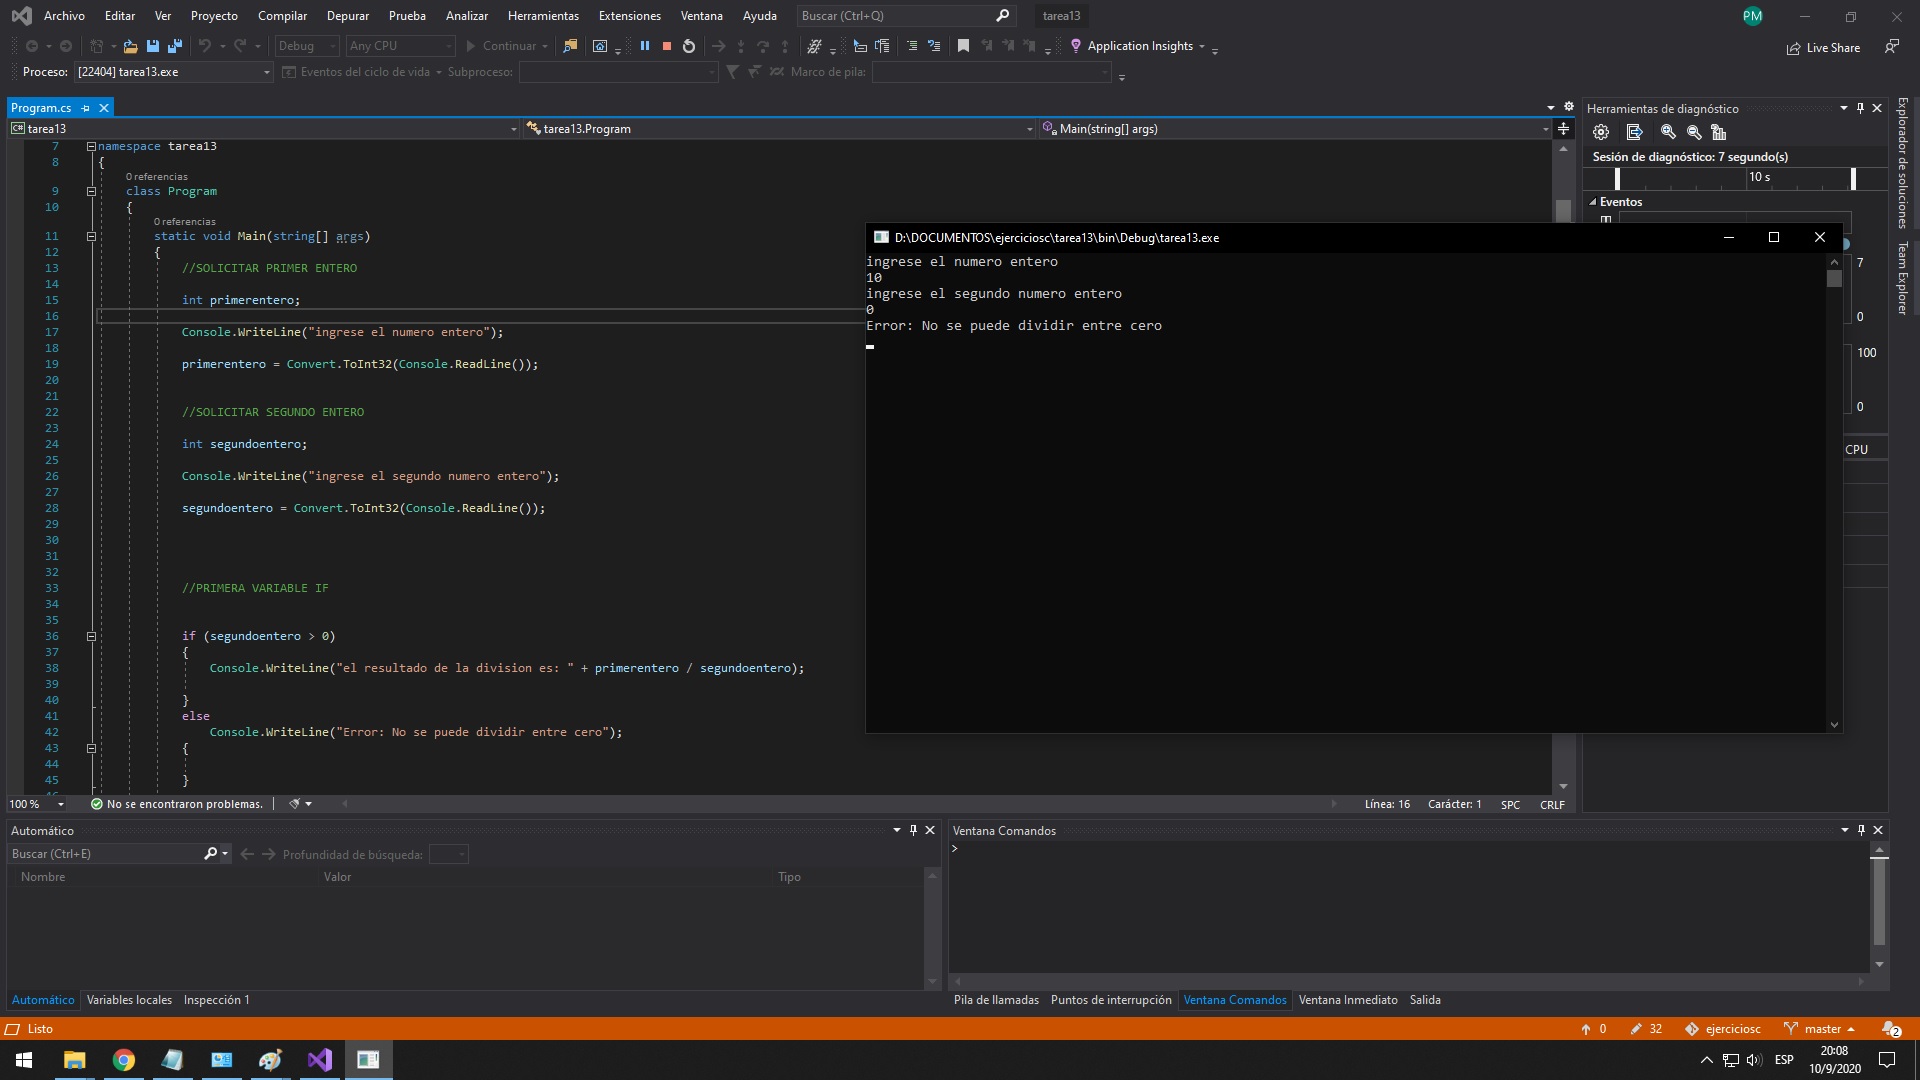 Archivo Editar Ver Proyecto Compilar Depurar Prueba Analizar Herramientas Extensiones Ventana Ayuda Buscar (Ctrl+Q) tarea13 PM
Debug Any CPU Continuar Application Insights Live Share
Proceso: [22404] tarea13.exe Eventos del ciclo de vida Subproceso: Marco de pila:
Program.cs
tarea13 tarea13.Program Main(string[] args)
7 namespace tarea13
8 {
0 referencias
9 class Program
10 {
0 referencias
11 static void Main(string[] args)
12 {
13 //SOLICITAR PRIMER ENTERO
14
15 int primerentero;
16
17 Console.WriteLine("ingrese el numero entero");
18
19 primerentero = Convert.ToInt32(Console.ReadLine());
20
21
22 //SOLICITAR SEGUNDO ENTERO
23
24 int segundoentero;
25
26 Console.WriteLine("ingrese el segundo numero entero");
27
28 segundoentero = Convert.ToInt32(Console.ReadLine());
29
30
31
32
33 //PRIMERA VARIABLE IF
34
35
36 if (segundoentero > 0)
37 {
38 Console.WriteLine("el resultado de la division es: " + primerentero / segundoentero);
39
40 }
41 else
42 Console.WriteLine("Error: No se puede dividir entre cero");
43 {
44
45 }
D:\DOCUMENTOS\ejerciciosc\tarea13\bin\Debug\tarea13.exe
ingrese el numero entero
10
ingrese el segundo numero entero
0
Error: No se puede dividir entre cero
Herramientas de diagnóstico
Sesión de diagnóstico: 7 segundo(s)
10 s
Eventos
7
0
100
0
CPU
Explorador de soluciones
Team Explorer
100 % No se encontraron problemas. Línea: 16 Carácter: 1 SPC CRLF
Automático
Buscar (Ctrl+E) Profundidad de búsqueda:
Nombre Valor Tipo
Automático Variables locales Inspección 1
Ventana Comandos
>
Pila de llamadas Puntos de interrupción Ventana Comandos Ventana Inmediato Salida
Listo 0 32 ejerciciosc master 2
ESP 20:08
10/9/2020